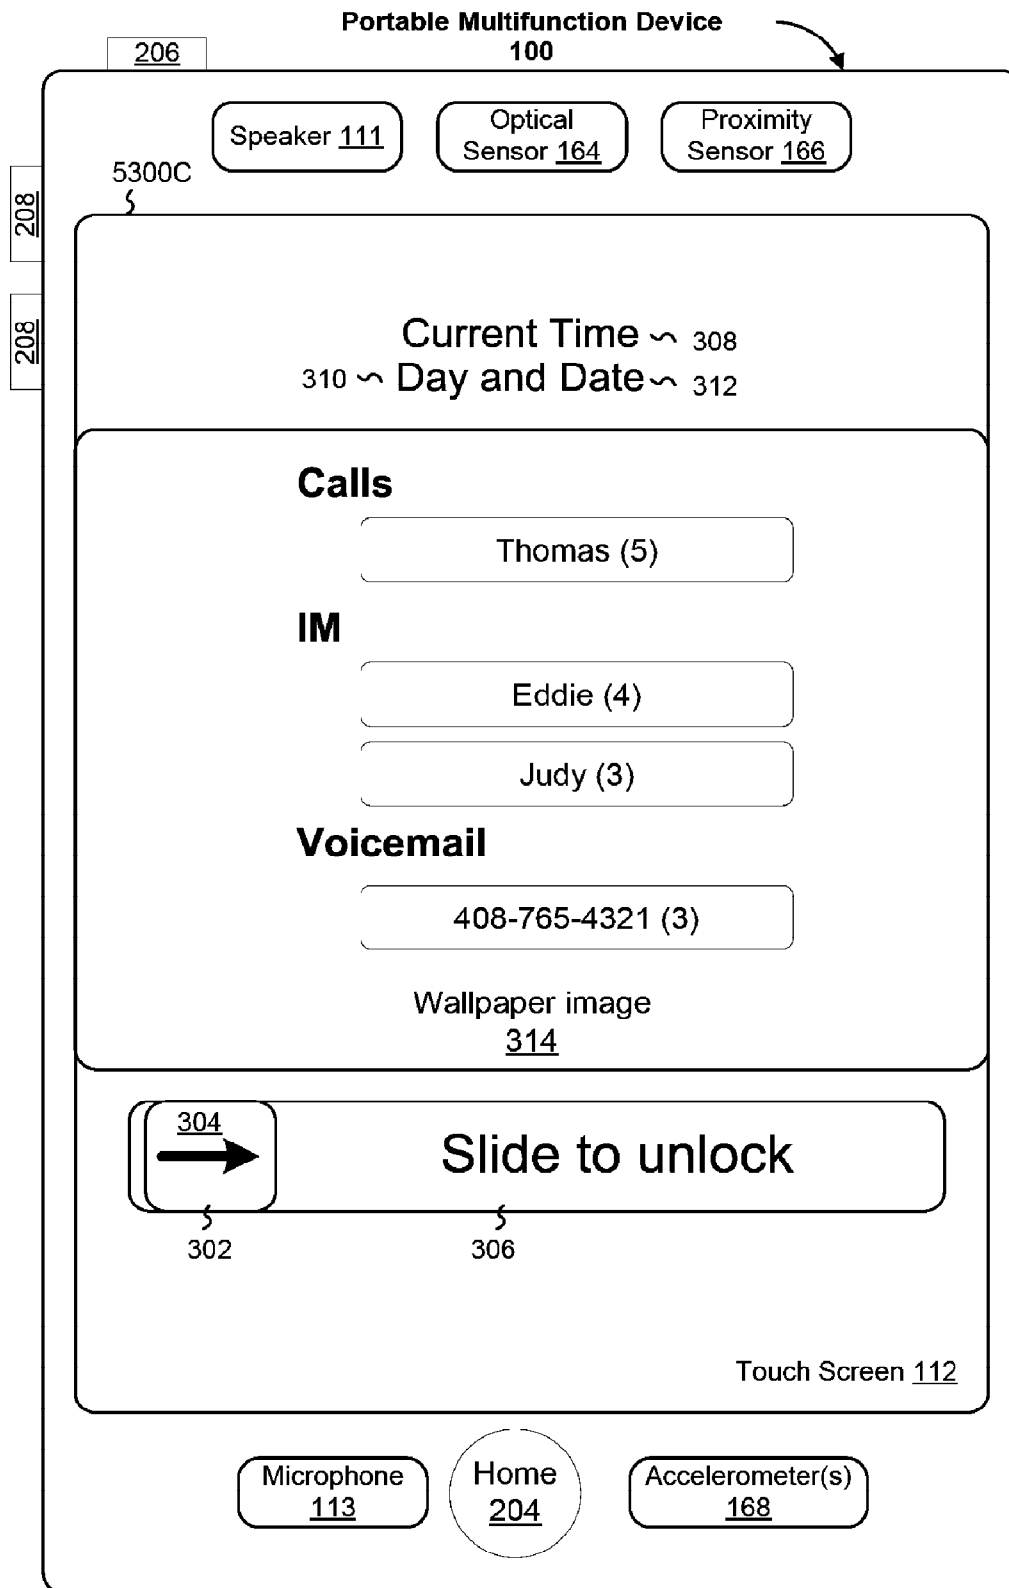 Portable Multifunction Device
100
206
Speaker 111
Optical
Sensor 164
Proximity
Sensor 166
5300C
208
208
Current Time 308
310 Day and Date 312
Calls
Thomas (5)
IM
Eddie (4)
Judy (3)
Voicemail
408-765-4321 (3)
Wallpaper image
314
304
Slide to unlock
302
306
Touch Screen 112
Microphone
113
Home
204
Accelerometer(s)
168